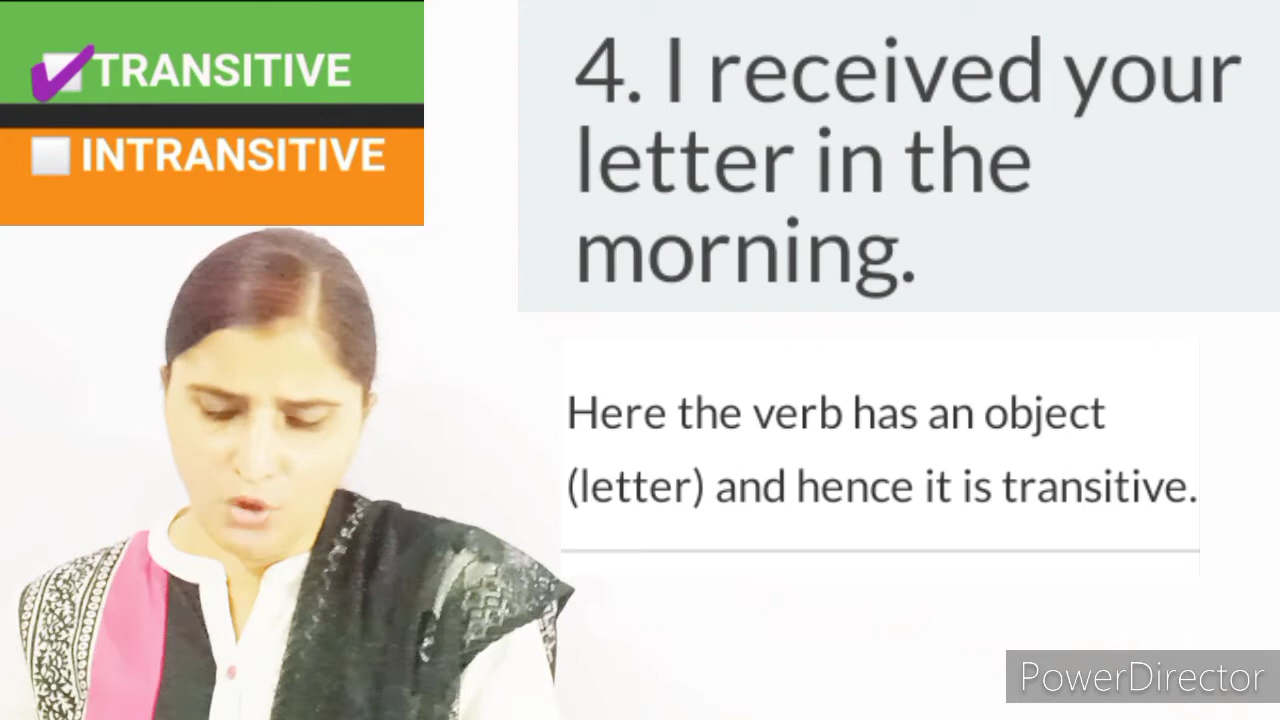 TRANSITIVE
INTRANSITIVE
4. I received your
letter in the
morning.
Here the verb has an object
(letter) and hence it is transitive.
PowerDirector